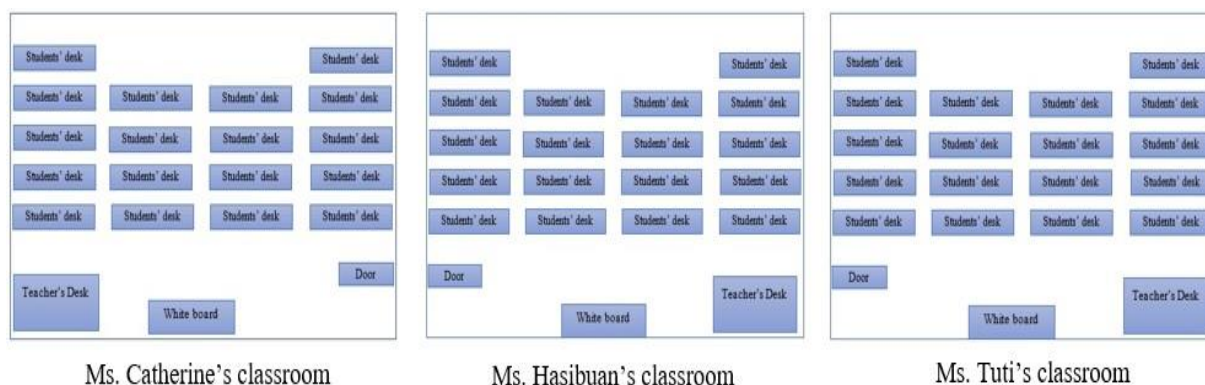 Students' desk Students' desk
Students' desk Students' desk Students' desk Students' desk
Students' desk Students' desk Students' desk Students' desk
Students' desk Students' desk Students' desk Students' desk
Students' desk Students' desk Students' desk Students' desk
Door
Teacher's Desk
White board
Ms. Catherine's classroom
Students' desk Students' desk
Students' desk Students' desk Students' desk Students' desk
Students' desk Students' desk Students' desk Students' desk
Students' desk Students' desk Students' desk Students' desk
Students' desk Students' desk Students' desk Students' desk
Door
Teacher's Desk
White board
Ms. Hasibuan's classroom
Students' desk Students' desk
Students' desk Students' desk Students' desk Students' desk
Students' desk Students' desk Students' desk Students' desk
Students' desk Students' desk Students' desk Students' desk
Students' desk Students' desk Students' desk Students' desk
Door
Teacher's Desk
White board
Ms. Tuti's classroom